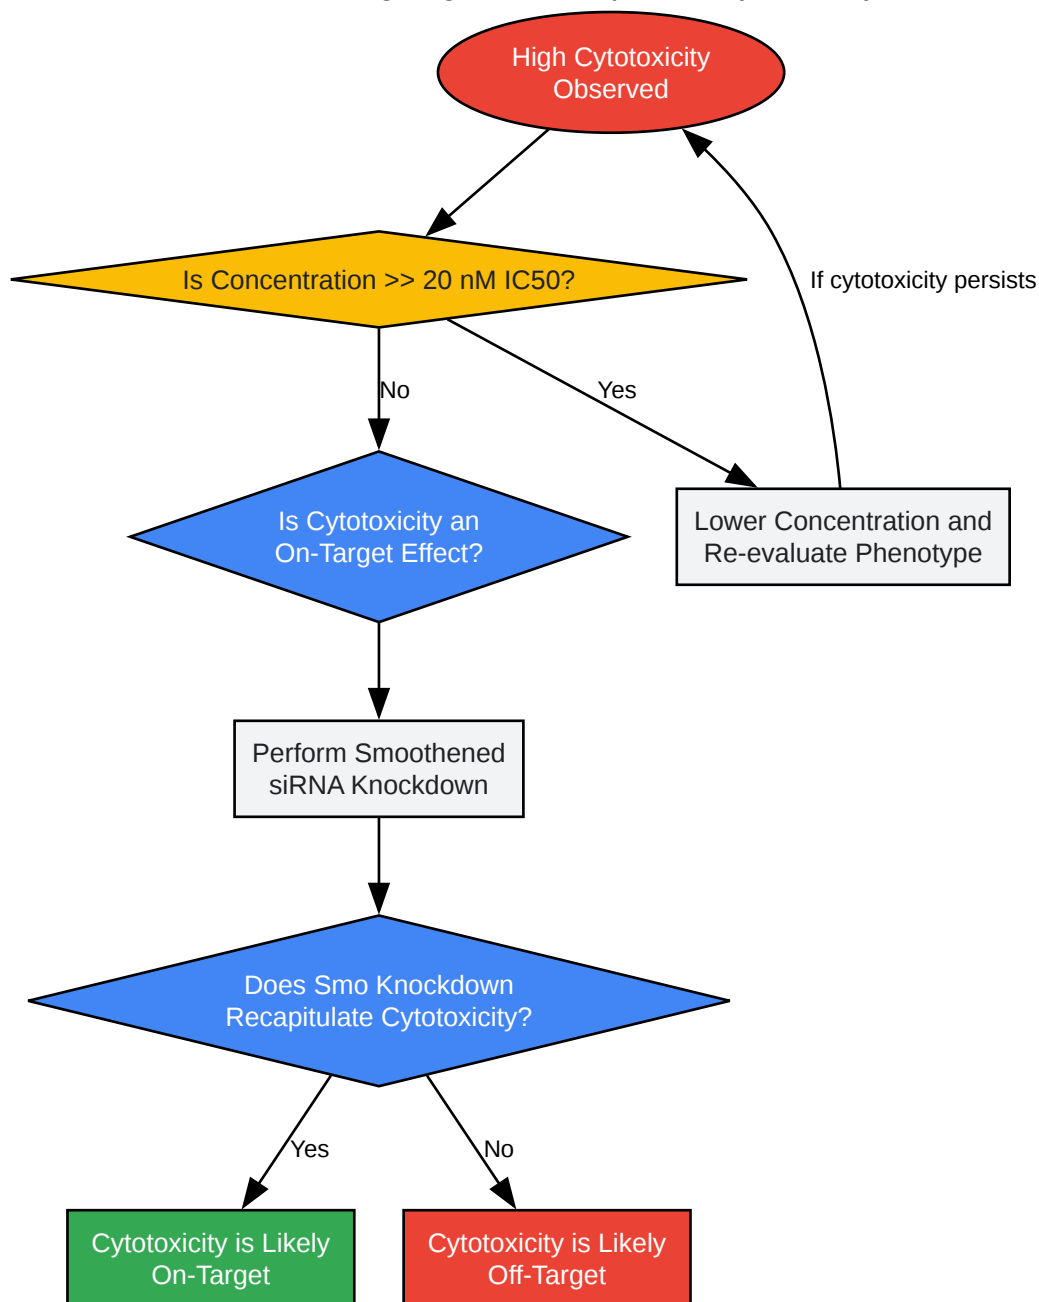 High Cytotoxicity
Observed
Is Concentration >> 20 nM IC50?
If cytotoxicity persists
No
Yes
Is Cytotoxicity an
On-Target Effect?
Lower Concentration and
Re-evaluate Phenotype
Perform Smoothened
siRNA Knockdown
Does Smo Knockdown
Recapitulate Cytotoxicity?
Yes
No
Cytotoxicity is Likely
On-Target
Cytotoxicity is Likely
Off-Target